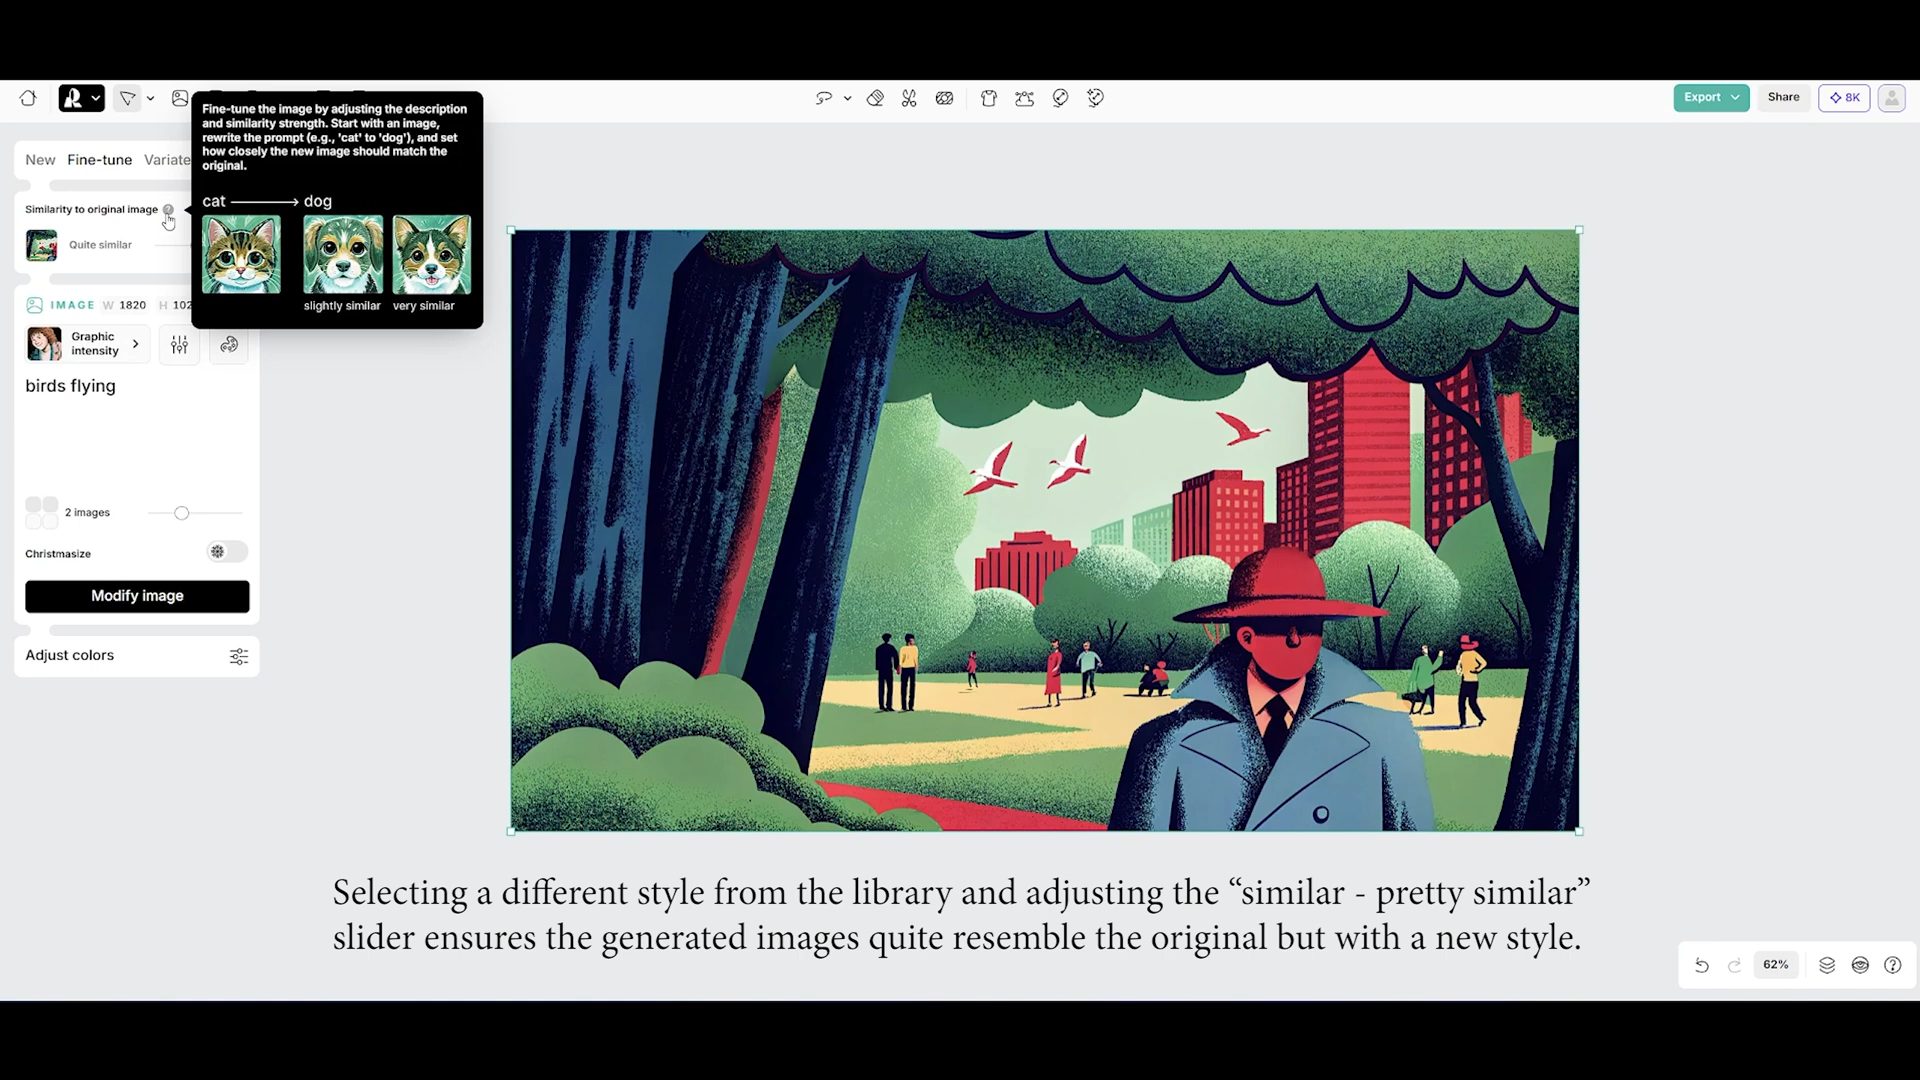 Export
Share
8K
Fine-tune the image by adjusting the description
and similarity strength. Start with an image,
rewrite the prompt (e.g., 'cat' to 'dog'), and set
how closely the new image should match the
original.
cat
dog
slightly similar
very similar
New
Fine-tune
Variate
Similarity to original image
Quite similar
IMAGE
W 1820
H 102
Graphic
intensity
birds flying
2 images
Christmasize
Modify image
Adjust colors
Selecting a different style from the library and adjusting the “similar - pretty similar”
slider ensures the generated images quite resemble the original but with a new style.
62%